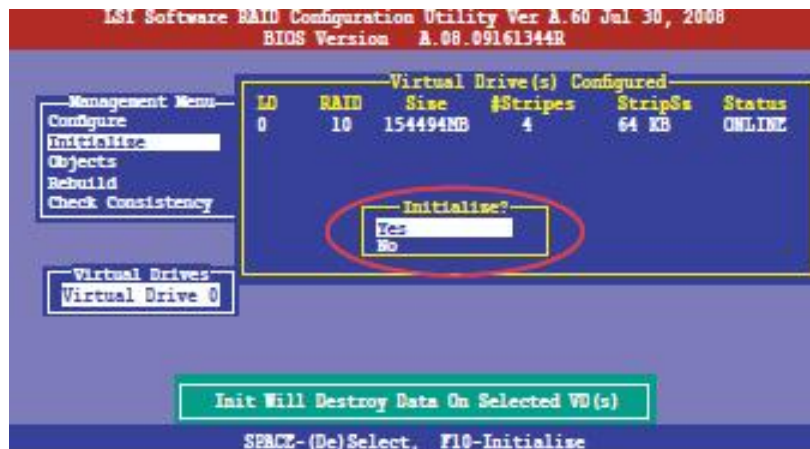 LSI Software RAID Configuration Utility Ver A.60 Jul 30, 2008
BIOS Version A.08.09161344R
Management Menu
Configure
Initialize
Objects
Rebuild
Check Consistency
Virtual Drive(s) Configured
LD RAID Size #Stripes StripSz Status
0 10 154494MB 4 64 KB ONLINE
Initialize?
Yes
No
Virtual Drives
Virtual Drive 0
Init Will Destroy Data On Selected VD(s)
SPACE-(De)Select, F10-Initialize